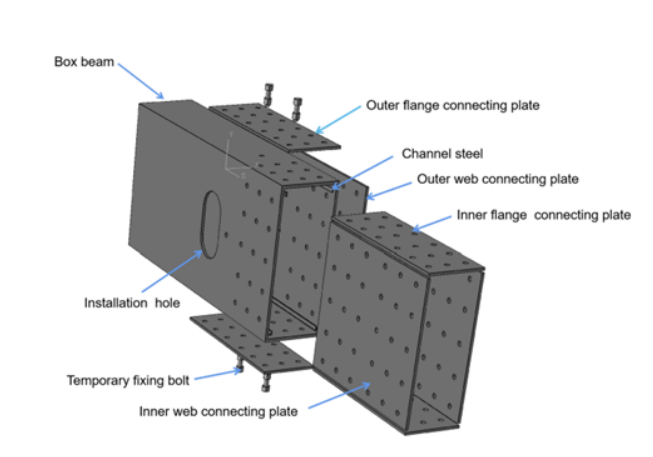 Box beam
Outer flange connecting plate
Channel steel
Outer web connecting plate
Inner flange connecting plate
Installation hole
Temporary fixing bolt
Inner web connecting plate